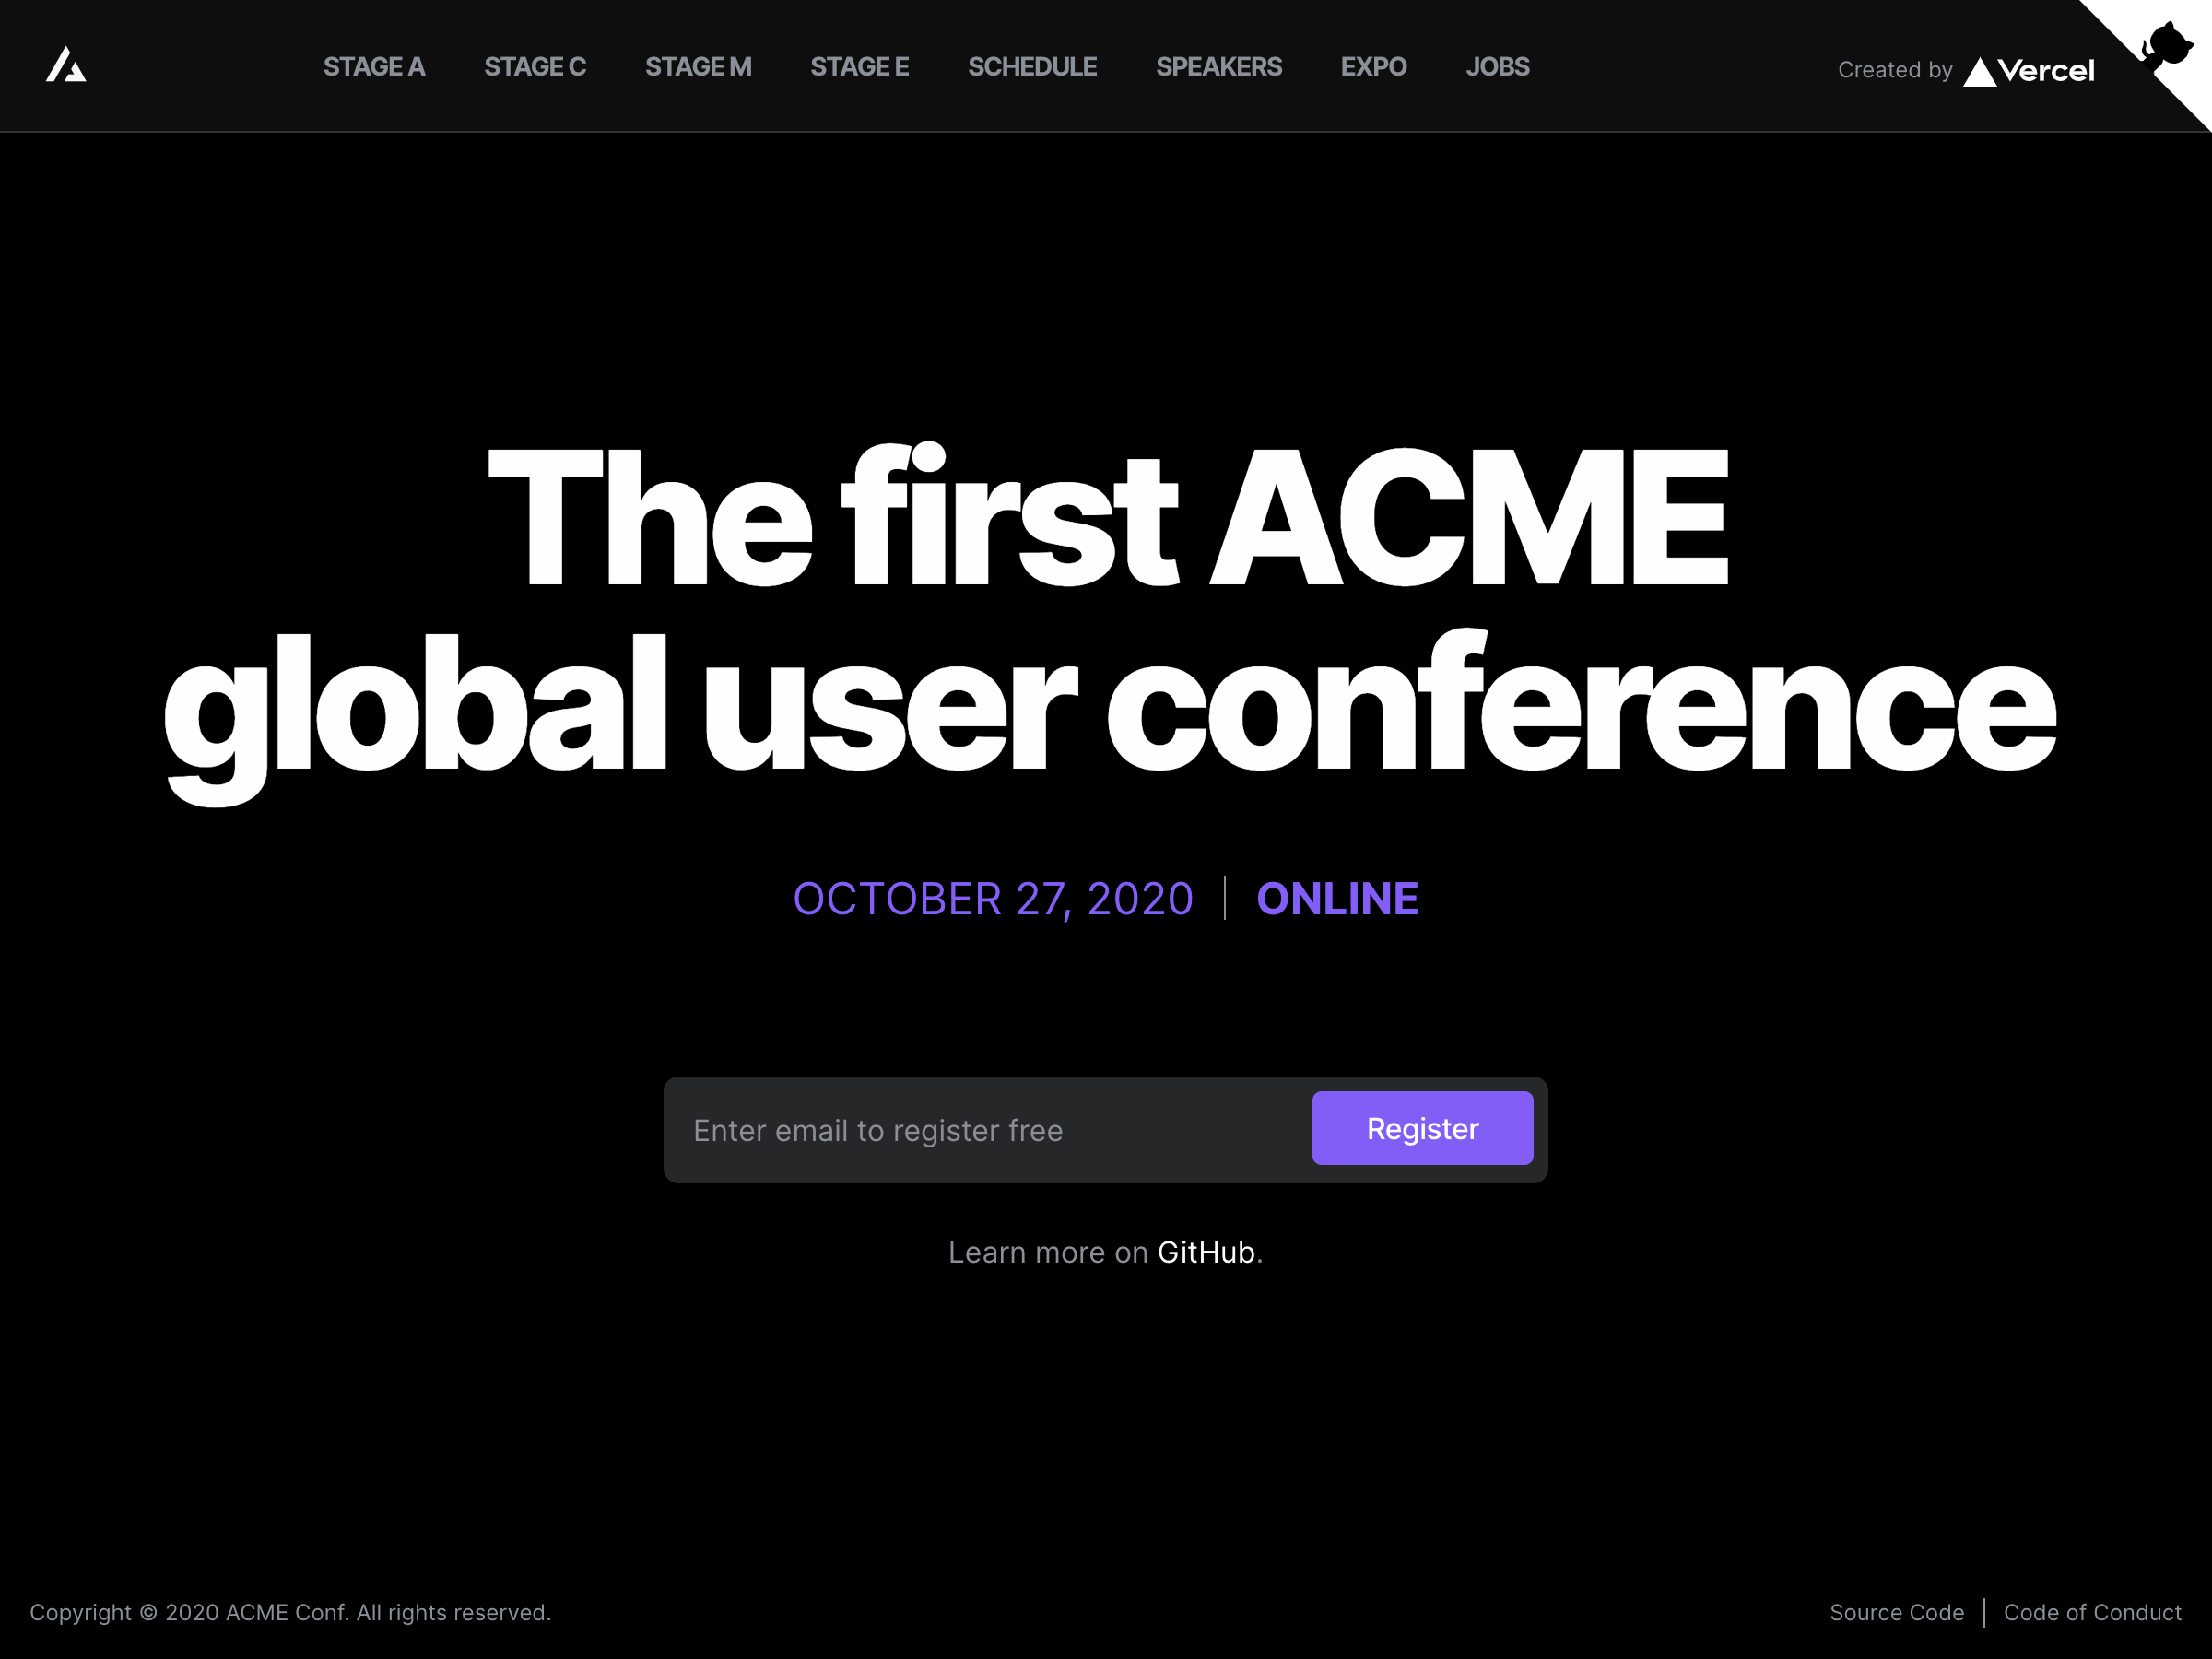 STAGE A STAGE C STAGE M STAGE E SCHEDULE SPEAKERS EXPO JOBS Created by Vercel
The first ACME
global user conference
OCTOBER 27, 2020 | ONLINE
Enter email to register free Register
Learn more on GitHub.
Copyright © 2020 ACME Conf. All rights reserved. Source Code | Code of Conduct